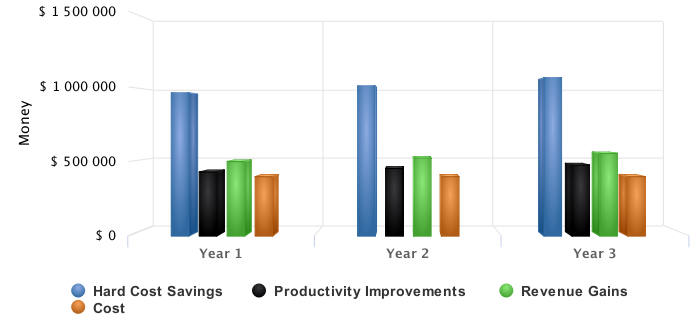 $ 1 500 000
$ 1 000 000
$ 500 000
$ 0
Money
Year 1
Year 2
Year 3
Hard Cost Savings
Productivity Improvements
Revenue Gains
Cost